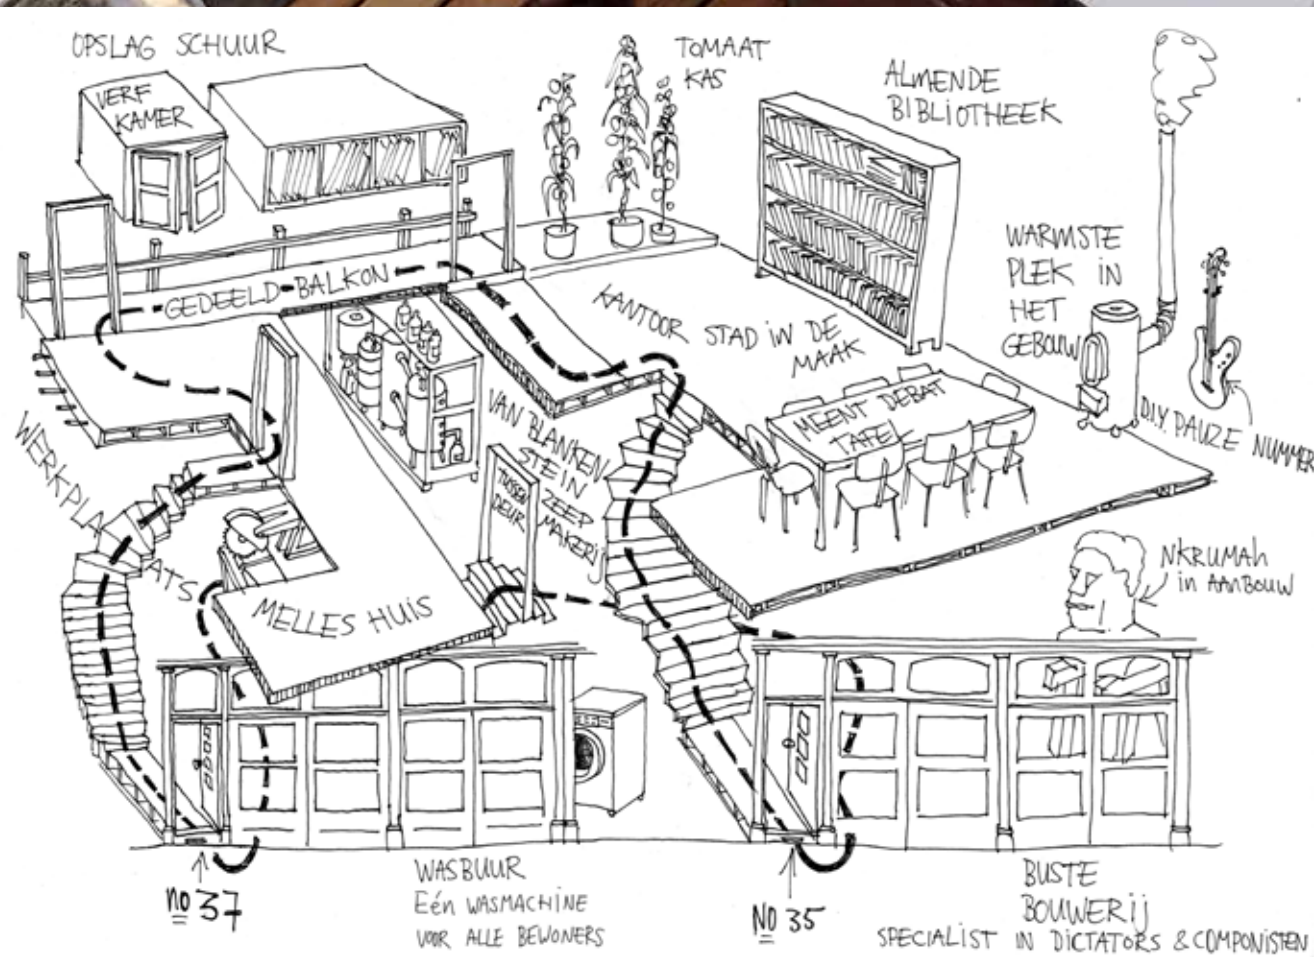 OPSLAG SCHUUR
VERF
KAMER
TOMAAT
KAS
ALMENDE
BIBLIOTHEEK
WARMSTE
PLEK IN
HET
GEBOUW
D.I.Y. PAUZE NUMMER
GEDEELD BALKON
KANTOOR STAD IN DE
MAAK
MEENT DEBAT
TAFEL
VAN BLANKEN
STEIN
ZEEP
MAKERIJ
TUSSEN
DEUR
WERKPLAATS
MELLES HUIS
NKRUMAH
in AANBOUW
no 37
WASBUUR
Eén WASMACHINE
VOOR ALLE BEWONERS
NO 35
BUSTE
BOUWERIJ
SPECIALIST IN DICTATORS & COMPONISTEN